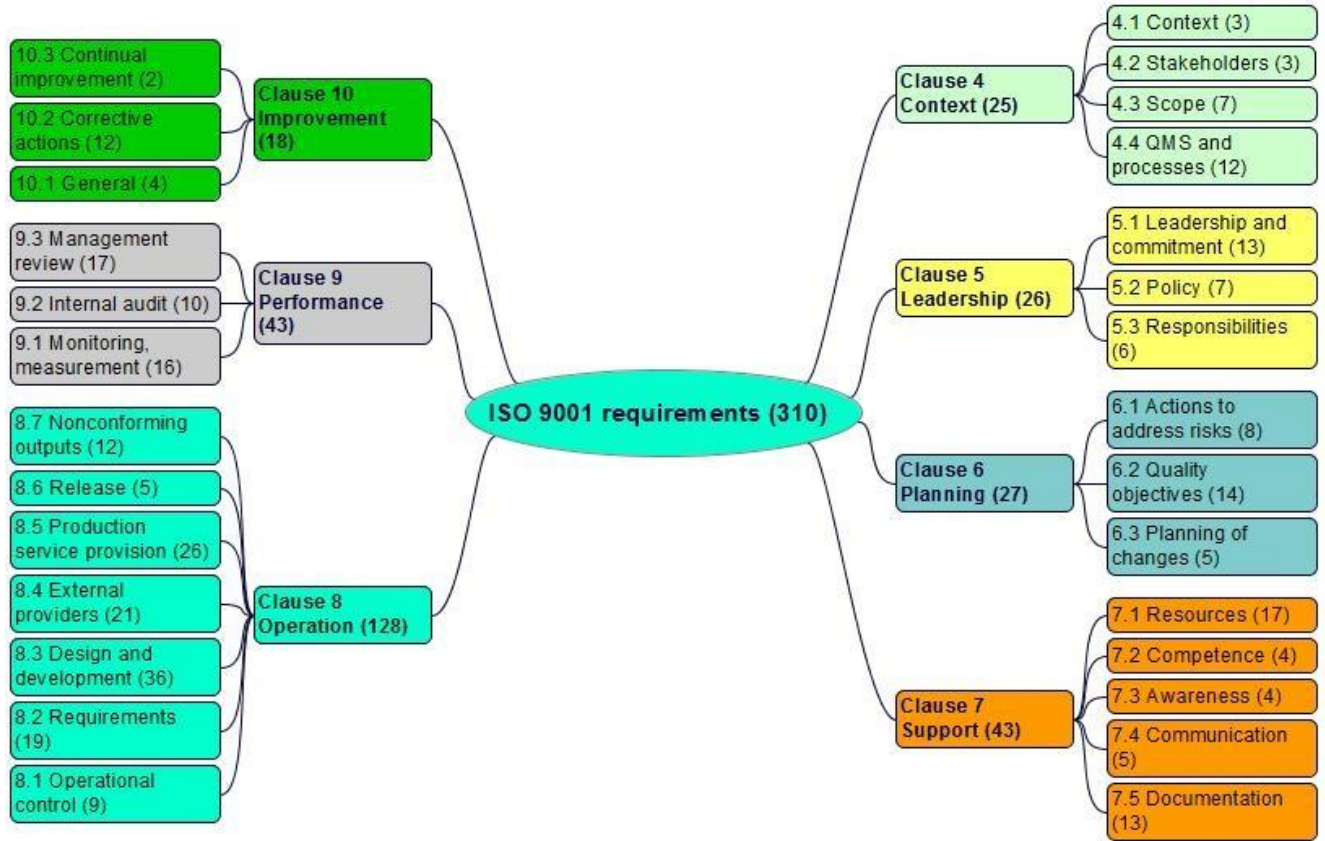 ISO 9001 requirements (310)
Clause 4
Context (25)
4.1 Context (3)
4.2 Stakeholders (3)
4.3 Scope (7)
4.4 QMS and
processes (12)
Clause 5
Leadership (26)
5.1 Leadership and
commitment (13)
5.2 Policy (7)
5.3 Responsibilities
(6)
Clause 6
Planning (27)
6.1 Actions to
address risks (8)
6.2 Quality
objectives (14)
6.3 Planning of
changes (5)
Clause 7
Support (43)
7.1 Resources (17)
7.2 Competence (4)
7.3 Awareness (4)
7.4 Communication
(5)
7.5 Documentation
(13)
Clause 10
Improvement
(18)
10.3 Continual
improvement (2)
10.2 Corrective
actions (12)
10.1 General (4)
Clause 9
Performance
(43)
9.3 Management
review (17)
9.2 Internal audit (10)
9.1 Monitoring,
measurement (16)
Clause 8
Operation (128)
8.7 Nonconforming
outputs (12)
8.6 Release (5)
8.5 Production
service provision (26)
8.4 External
providers (21)
8.3 Design and
development (36)
8.2 Requirements
(19)
8.1 Operational
control (9)